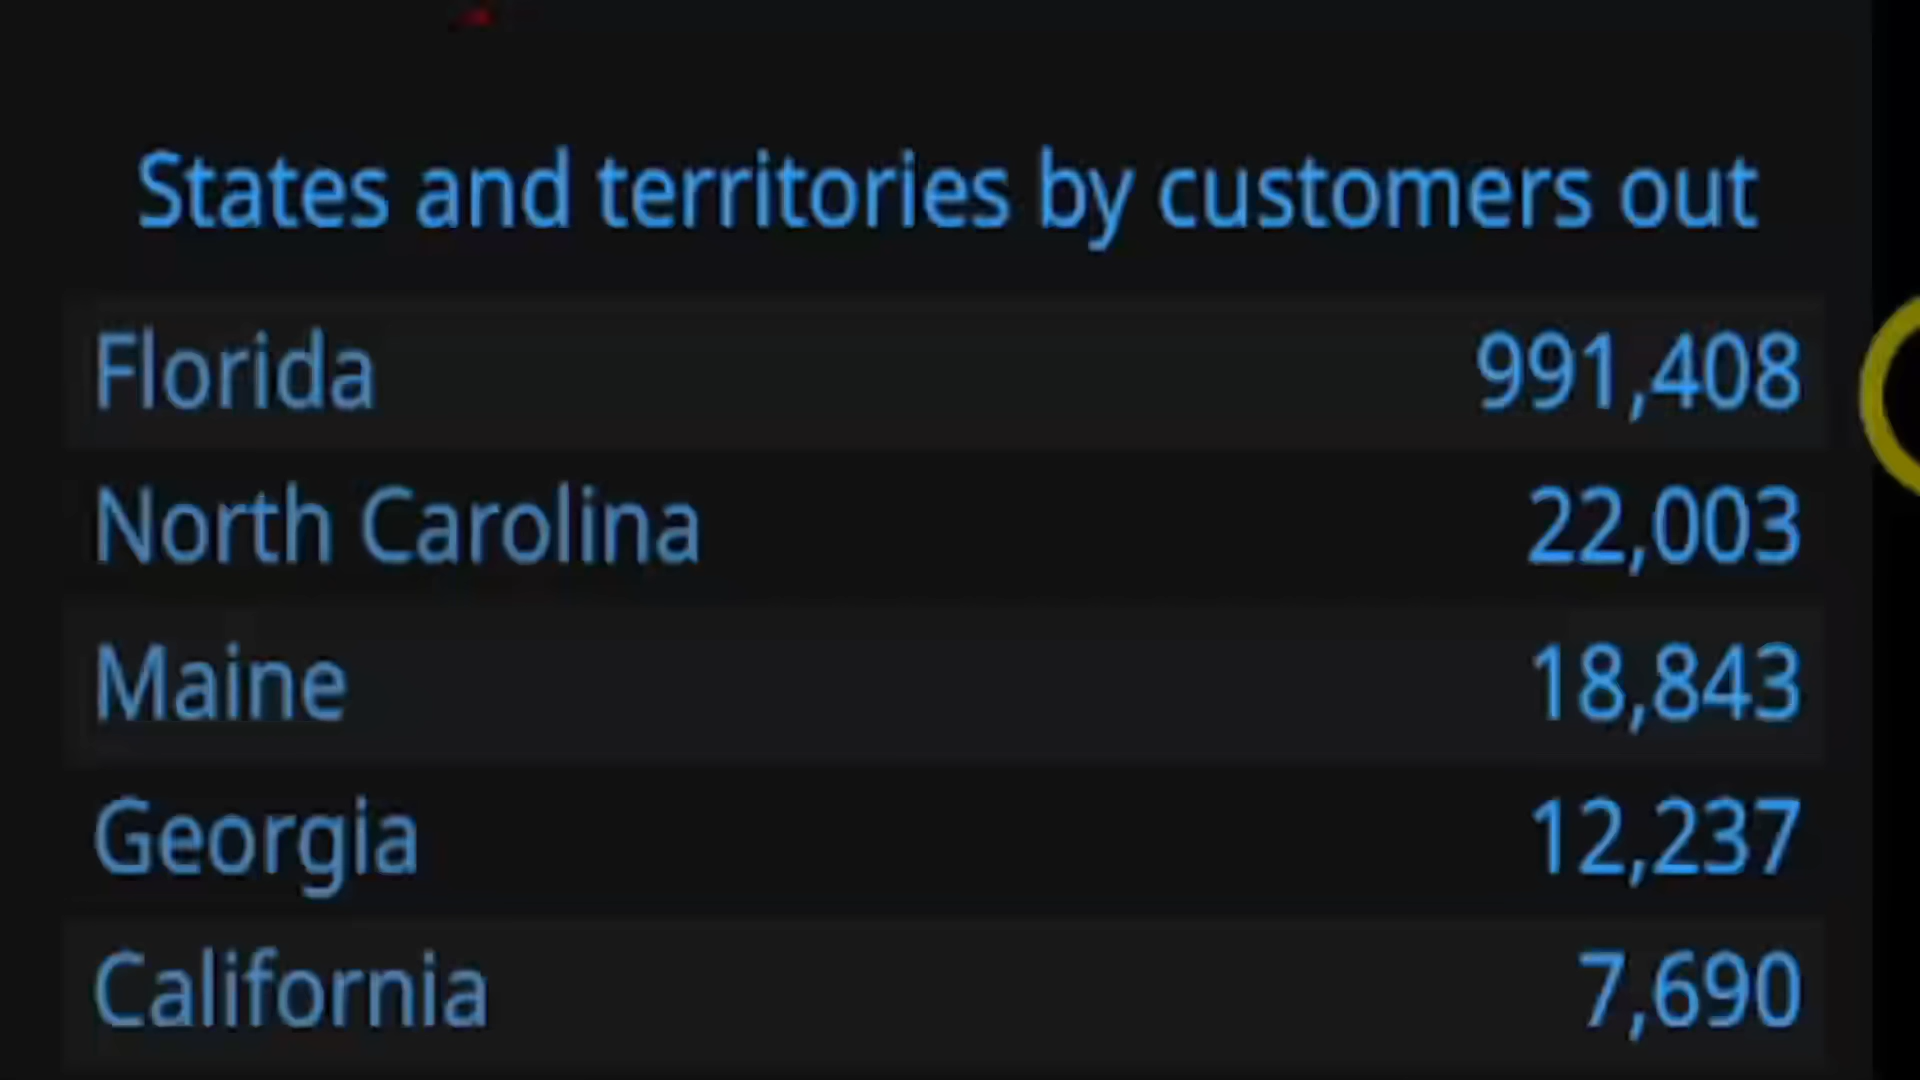 States and territories by customers out
Florida 991,408
North Carolina 22,003
Maine 18,843
Georgia 12,237
California 7,690